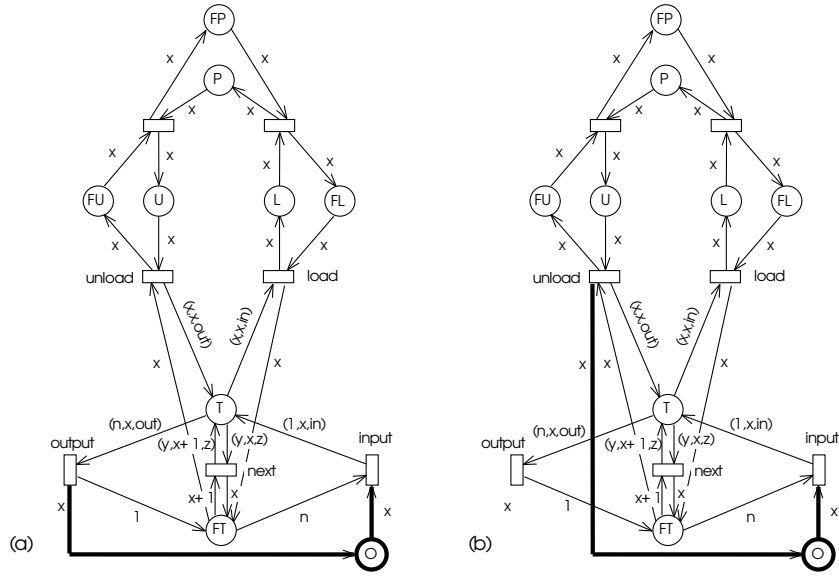 FP
x
x
P
x
x
x
x
x
x
FU
U
L
FL
x
x
x
x
unload
load
(x,x,out)
(x,x,in)
x
x
T
(n,x,out)
(1,x,in)
output
(y,x+1,z)
(y,x,z)
input
next
x+1
x
x
1
n
x
FT
(a)
O
FP
x
x
P
x
x
x
x
x
x
FU
U
L
FL
x
x
x
x
unload
load
(x,x,out)
(x,x,in)
x
x
x
T
(n,x,out)
(1,x,in)
output
(y,x+1,z)
(y,x,z)
input
next
x+1
x
x
1
n
x
FT
(b)
O